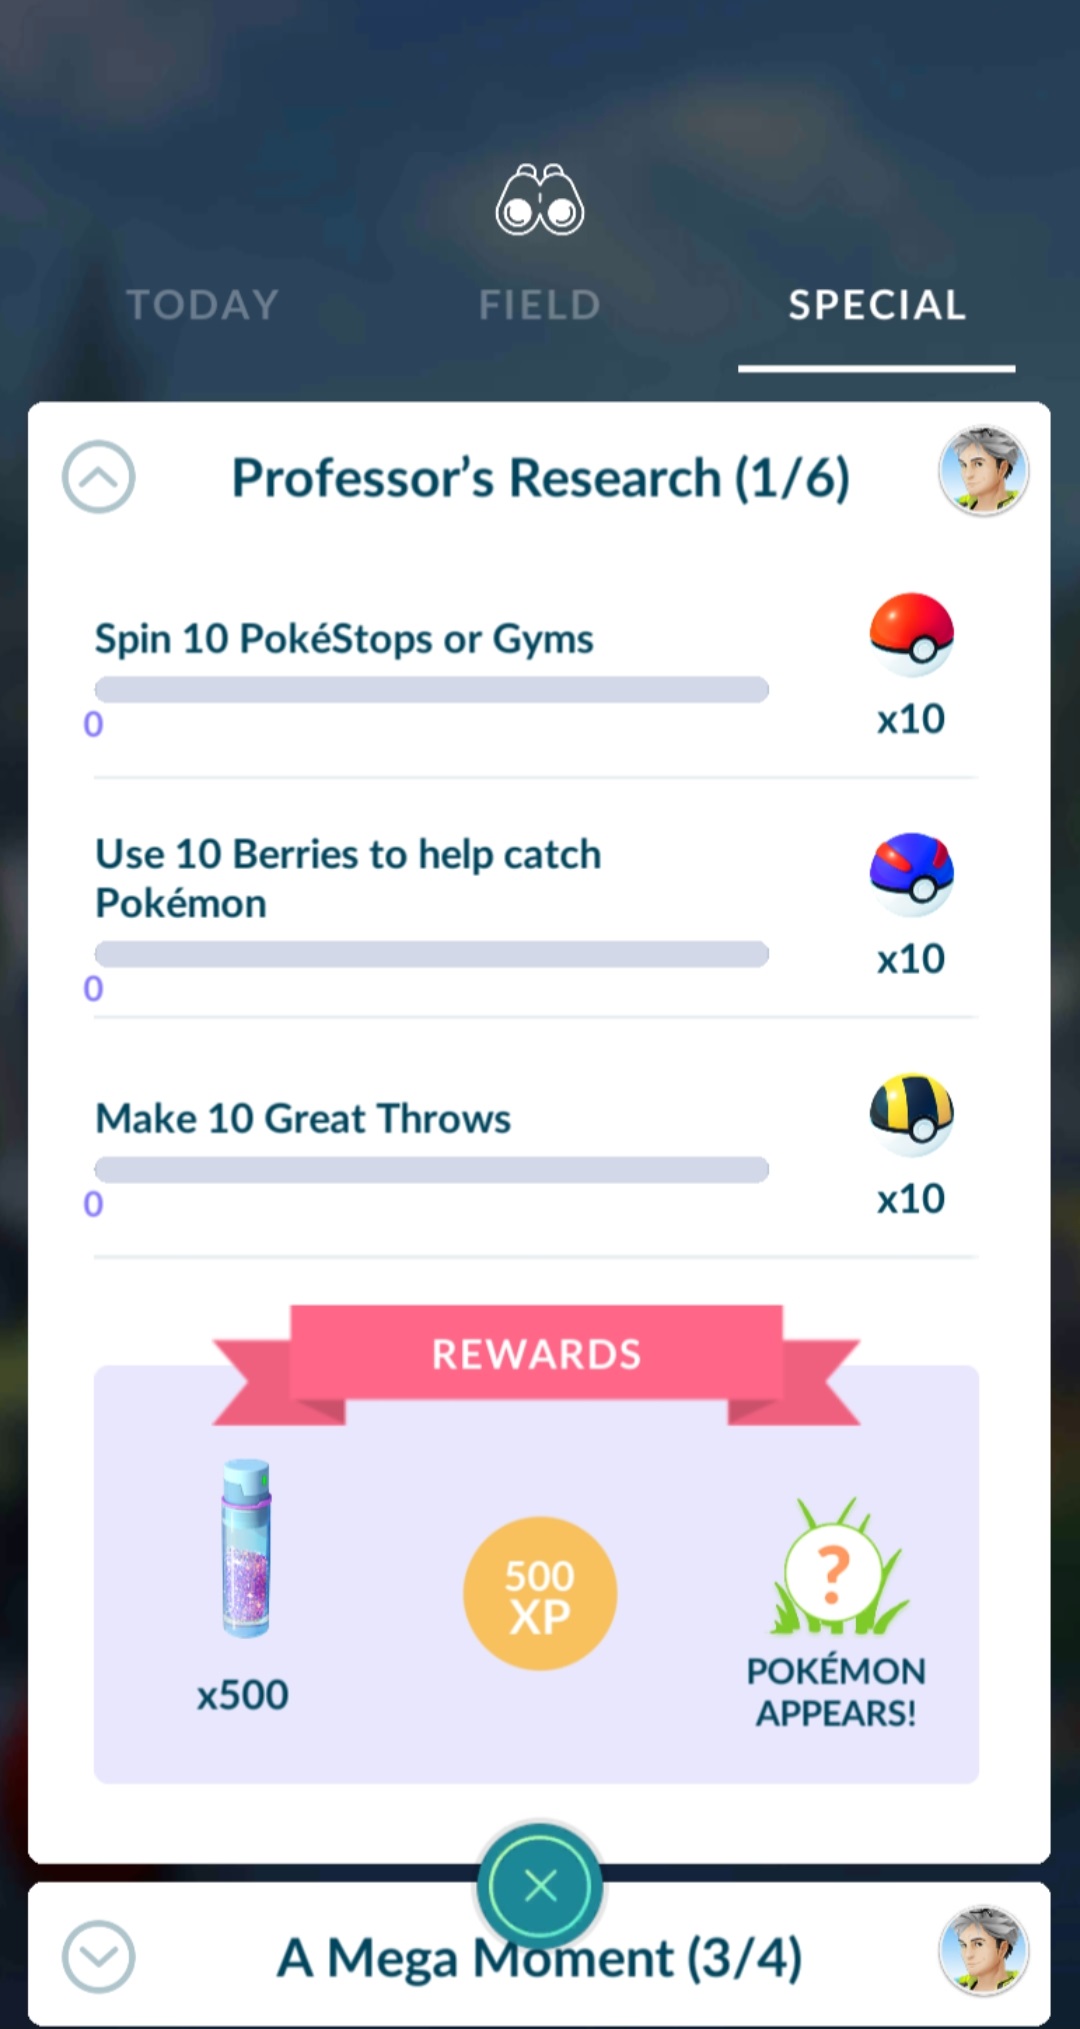 TODAY
FIELD
SPECIAL
Professor’s Research (1/6)
Spin 10 PokéStops or Gyms
0
x10
Use 10 Berries to help catch
Pokémon
0
x10
Make 10 Great Throws
0
x10
REWARDS
500
XP
x500
?
POKÉMON
APPEARS!
A Mega Moment (3/4)